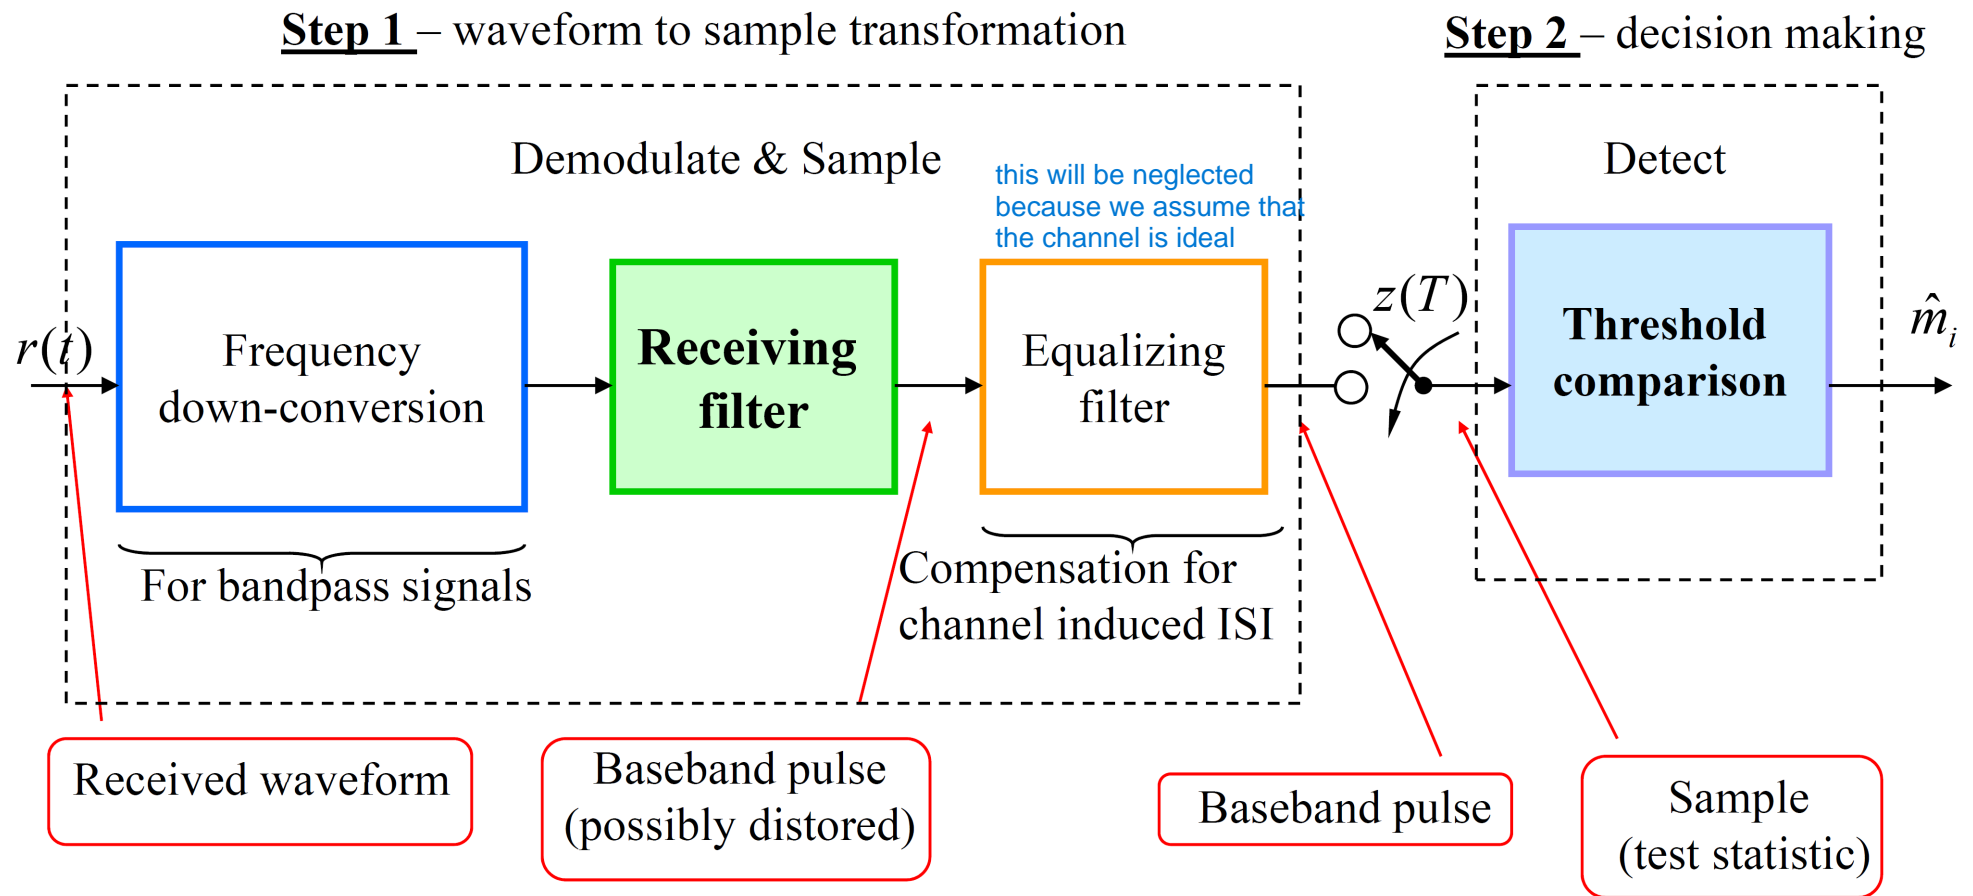 Step 1 – waveform to sample transformation
Step 2 – decision making
Demodulate & Sample
Detect
this will be neglected
because we assume that
the channel is ideal
r(t)
Frequency
down-conversion
Receiving
filter
Equalizing
filter
z(T)
Threshold
comparison
m̂ᵢ
For bandpass signals
Compensation for
channel induced ISI
Received waveform
Baseband pulse
(possibly distored)
Baseband pulse
Sample
(test statistic)